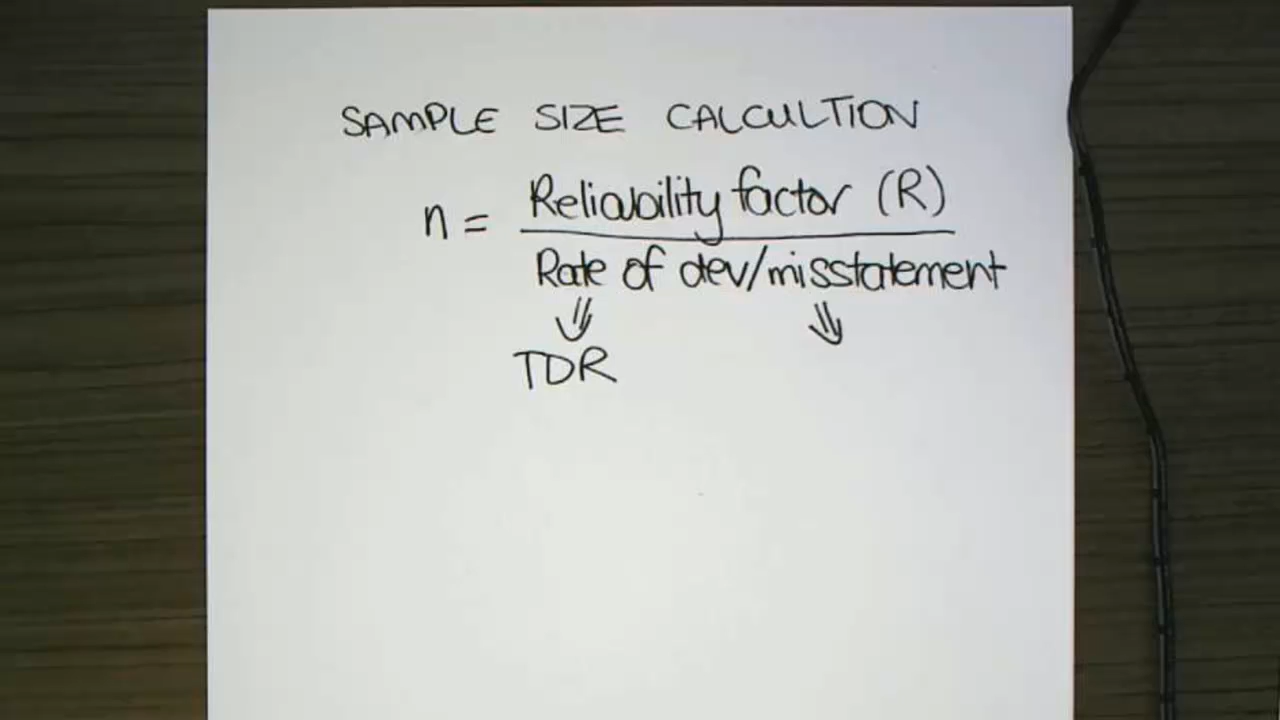 SAMPLE SIZE CALCULTION
n = Reliability factor (R)
Rate of dev/misstatement
⇓ ⇓
TDR